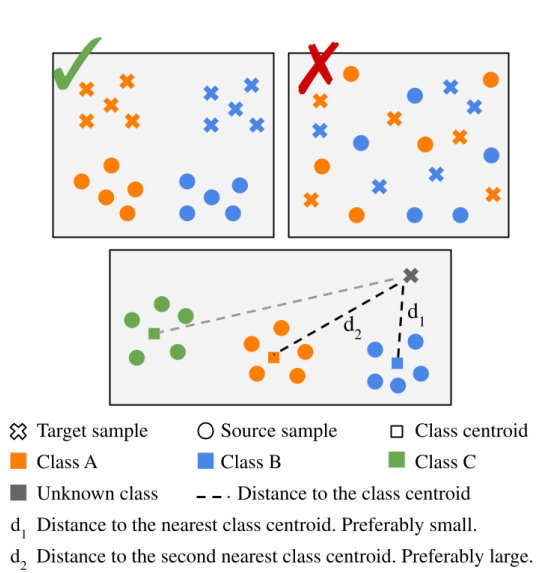 d1
d2
Target sample
Source sample
Class centroid
Class A
Class B
Class C
Unknown class
Distance to the class centroid
d1 Distance to the nearest class centroid. Preferably small.
d2 Distance to the second nearest class centroid. Preferably large.